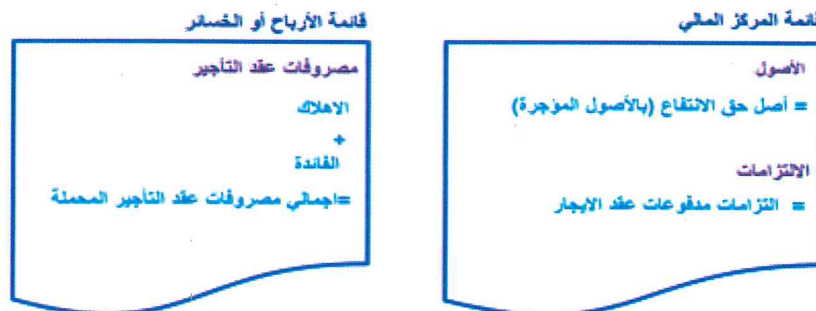 قائمة المركز المالي
الأصول
= أصل حق الانتفاع (بالأصول المؤجرة)
الالتزامات
= التزامات مدفوعات عقد الايجار
قائمة الأرباح أو الخسائر
مصروفات عقد التأجير
الاهلاك
+
الفائدة
=اجمالي مصروفات عقد التأجير المحملة